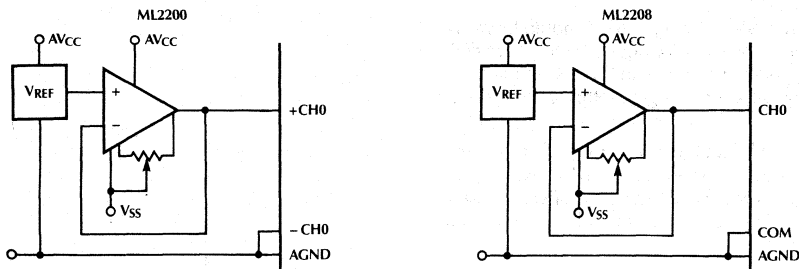 ML2200
AVCC
AVCC
VREF
+
−
+CH0
VSS
−CH0
AGND
ML2208
AVCC
AVCC
VREF
+
−
CH0
VSS
COM
AGND